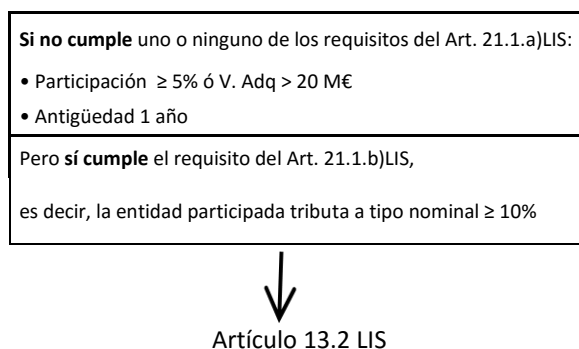 Si no cumple uno o ninguno de los requisitos del Art. 21.1.a)LIS:
• Participación ≥ 5% ó V. Adq > 20 M€
• Antigüedad 1 año
Pero sí cumple el requisito del Art. 21.1.b)LIS,
es decir, la entidad participada tributa a tipo nominal ≥ 10%
Artículo 13.2 LIS